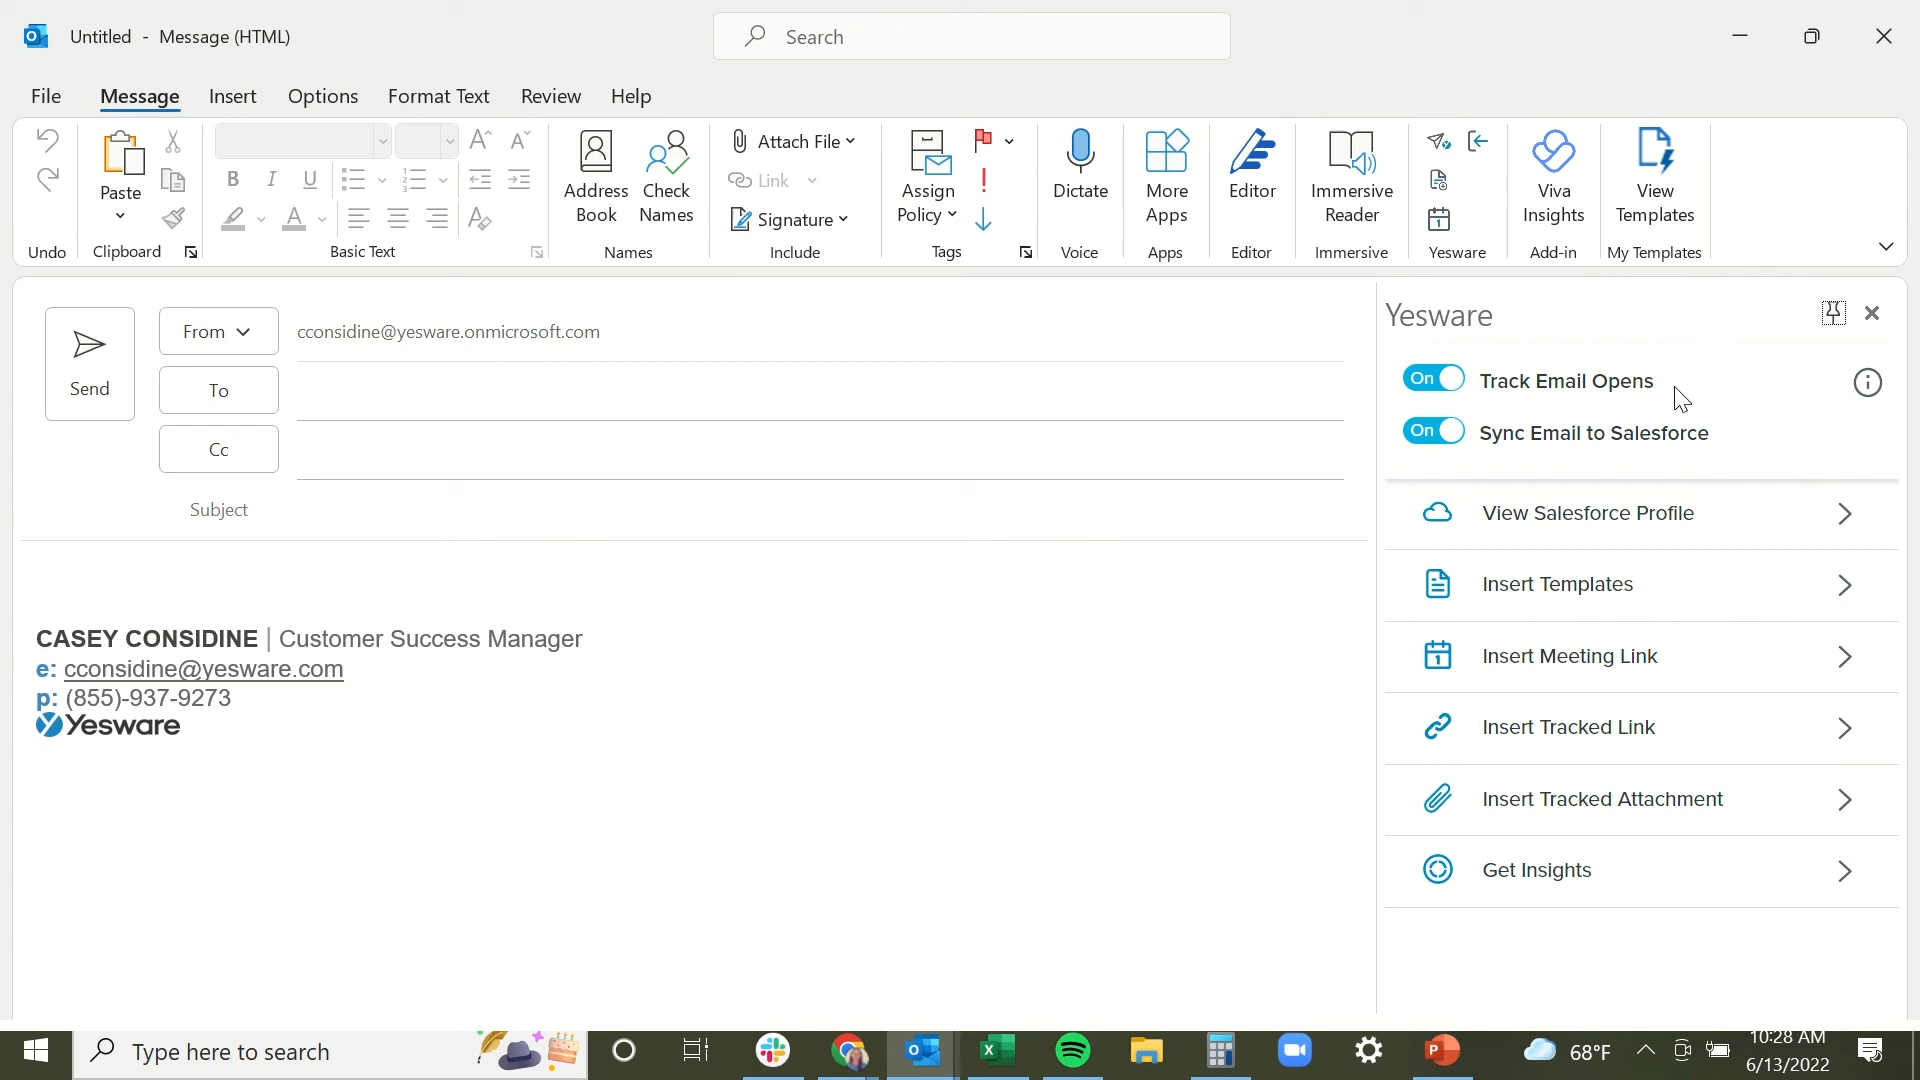 Untitled - Message (HTML)
Search
File Message Insert Options Format Text Review Help
Paste
Address Book
Check Names
Attach File
Link
Signature
Assign Policy
Dictate
More Apps
Editor
Immersive Reader
Viva Insights
View Templates
Undo Clipboard Basic Text Names Include Tags Voice Apps Editor Immersive Yesware Add-in My Templates
Send
From cconsidine@yesware.onmicrosoft.com
To
Cc
Subject
CASEY CONSIDINE | Customer Success Manager
e: cconsidine@yesware.com
p: (855)-937-9273
Yesware
Yesware
On Track Email Opens
On Sync Email to Salesforce
View Salesforce Profile
Insert Templates
Insert Meeting Link
Insert Tracked Link
Insert Tracked Attachment
Get Insights
Type here to search
68°F
10:28 AM
6/13/2022